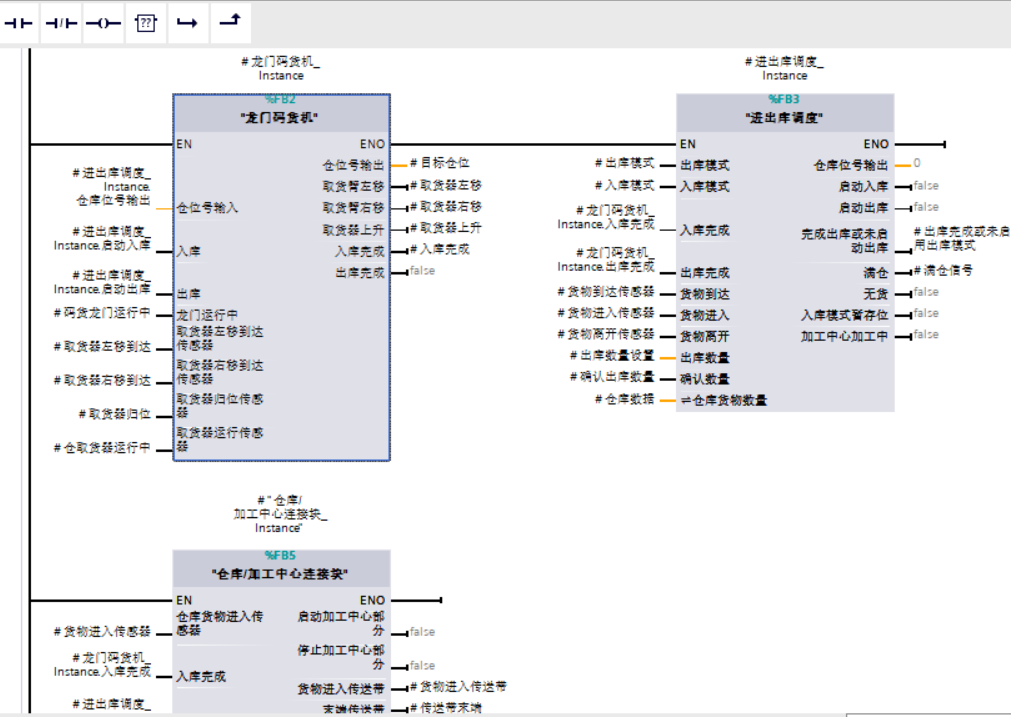 ??
#龙门码货机_
Instance
%FB2
"龙门码货机"
EN
ENO
#进出库调度_
Instance.
仓库位号输出
仓位号输入
#进出库调度_
Instance.启动入库
入库
#进出库调度_
Instance.启动出库
出库
#码货龙门运行中
龙门运行中
#取货器左移到达
取货器左移到达
传感器
#取货器右移到达
取货器右移到达
传感器
#取货器归位
取货器归位传感
器
#仓取货器运行中
取货器运行传感
器
仓位号输出
#目标仓位
取货臂左移
#取货器左移
取货臂右移
#取货器右移
取货器上升
#取货器上升
入库完成
#入库完成
出库完成
false
#进出库调度_
Instance
%FB3
"进出库调度"
EN
ENO
#出库模式
出库模式
#入库模式
入库模式
#龙门码货机_
Instance.入库完成
入库完成
#龙门码货机_
Instance.出库完成
出库完成
#货物到达传感器
货物到达
#货物进入传感器
货物进入
#货物离开传感器
货物离开
#出库数量设置
出库数量
#确认出库数量
确认数量
#仓库数据
⇌仓库货物数量
仓库位号输出
0
启动入库
false
启动出库
false
完成出库或未启
动出库
#出库完成或未启
用出库模式
满仓
#满仓信号
无货
false
入库模式暂存位
false
加工中心加工中
false
#"仓库/
加工中心连接块_
Instance"
%FB5
"仓库/加工中心连接块"
EN
ENO
#货物进入传感器
仓库货物进入传
感器
#龙门码货机_
Instance.入库完成
入库完成
#进出库调度_
启动加工中心部
分
false
停止加工中心部
分
false
货物进入传送带
#货物进入传送带
末端传送带
#传送带末端